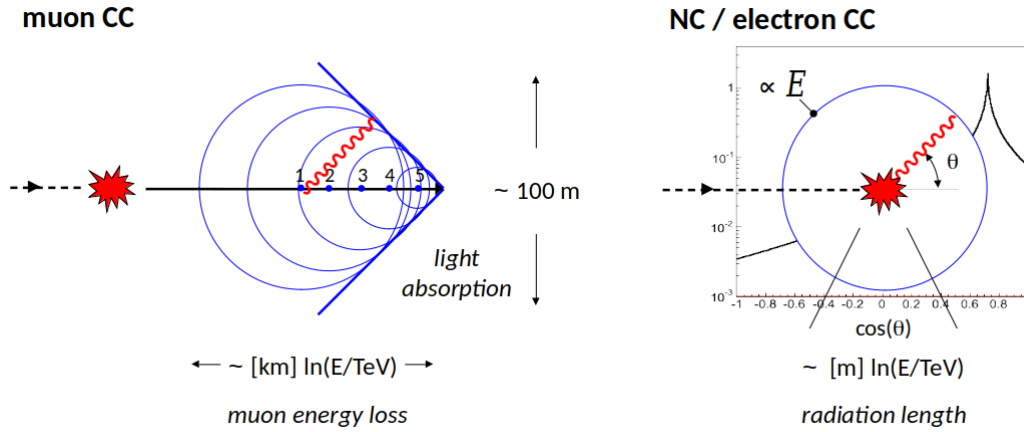 muon CC
1 2 3 4 5
~ 100 m
light
absorption
~ [km] ln(E/TeV)
muon energy loss
NC / electron CC
∝ E
θ
1
10⁻¹
10⁻²
10⁻³
-1 -0.8 -0.6 -0.4 -0.2 0 0.2 0.4 0.6 0.8
cos(θ)
~ [m] ln(E/TeV)
radiation length